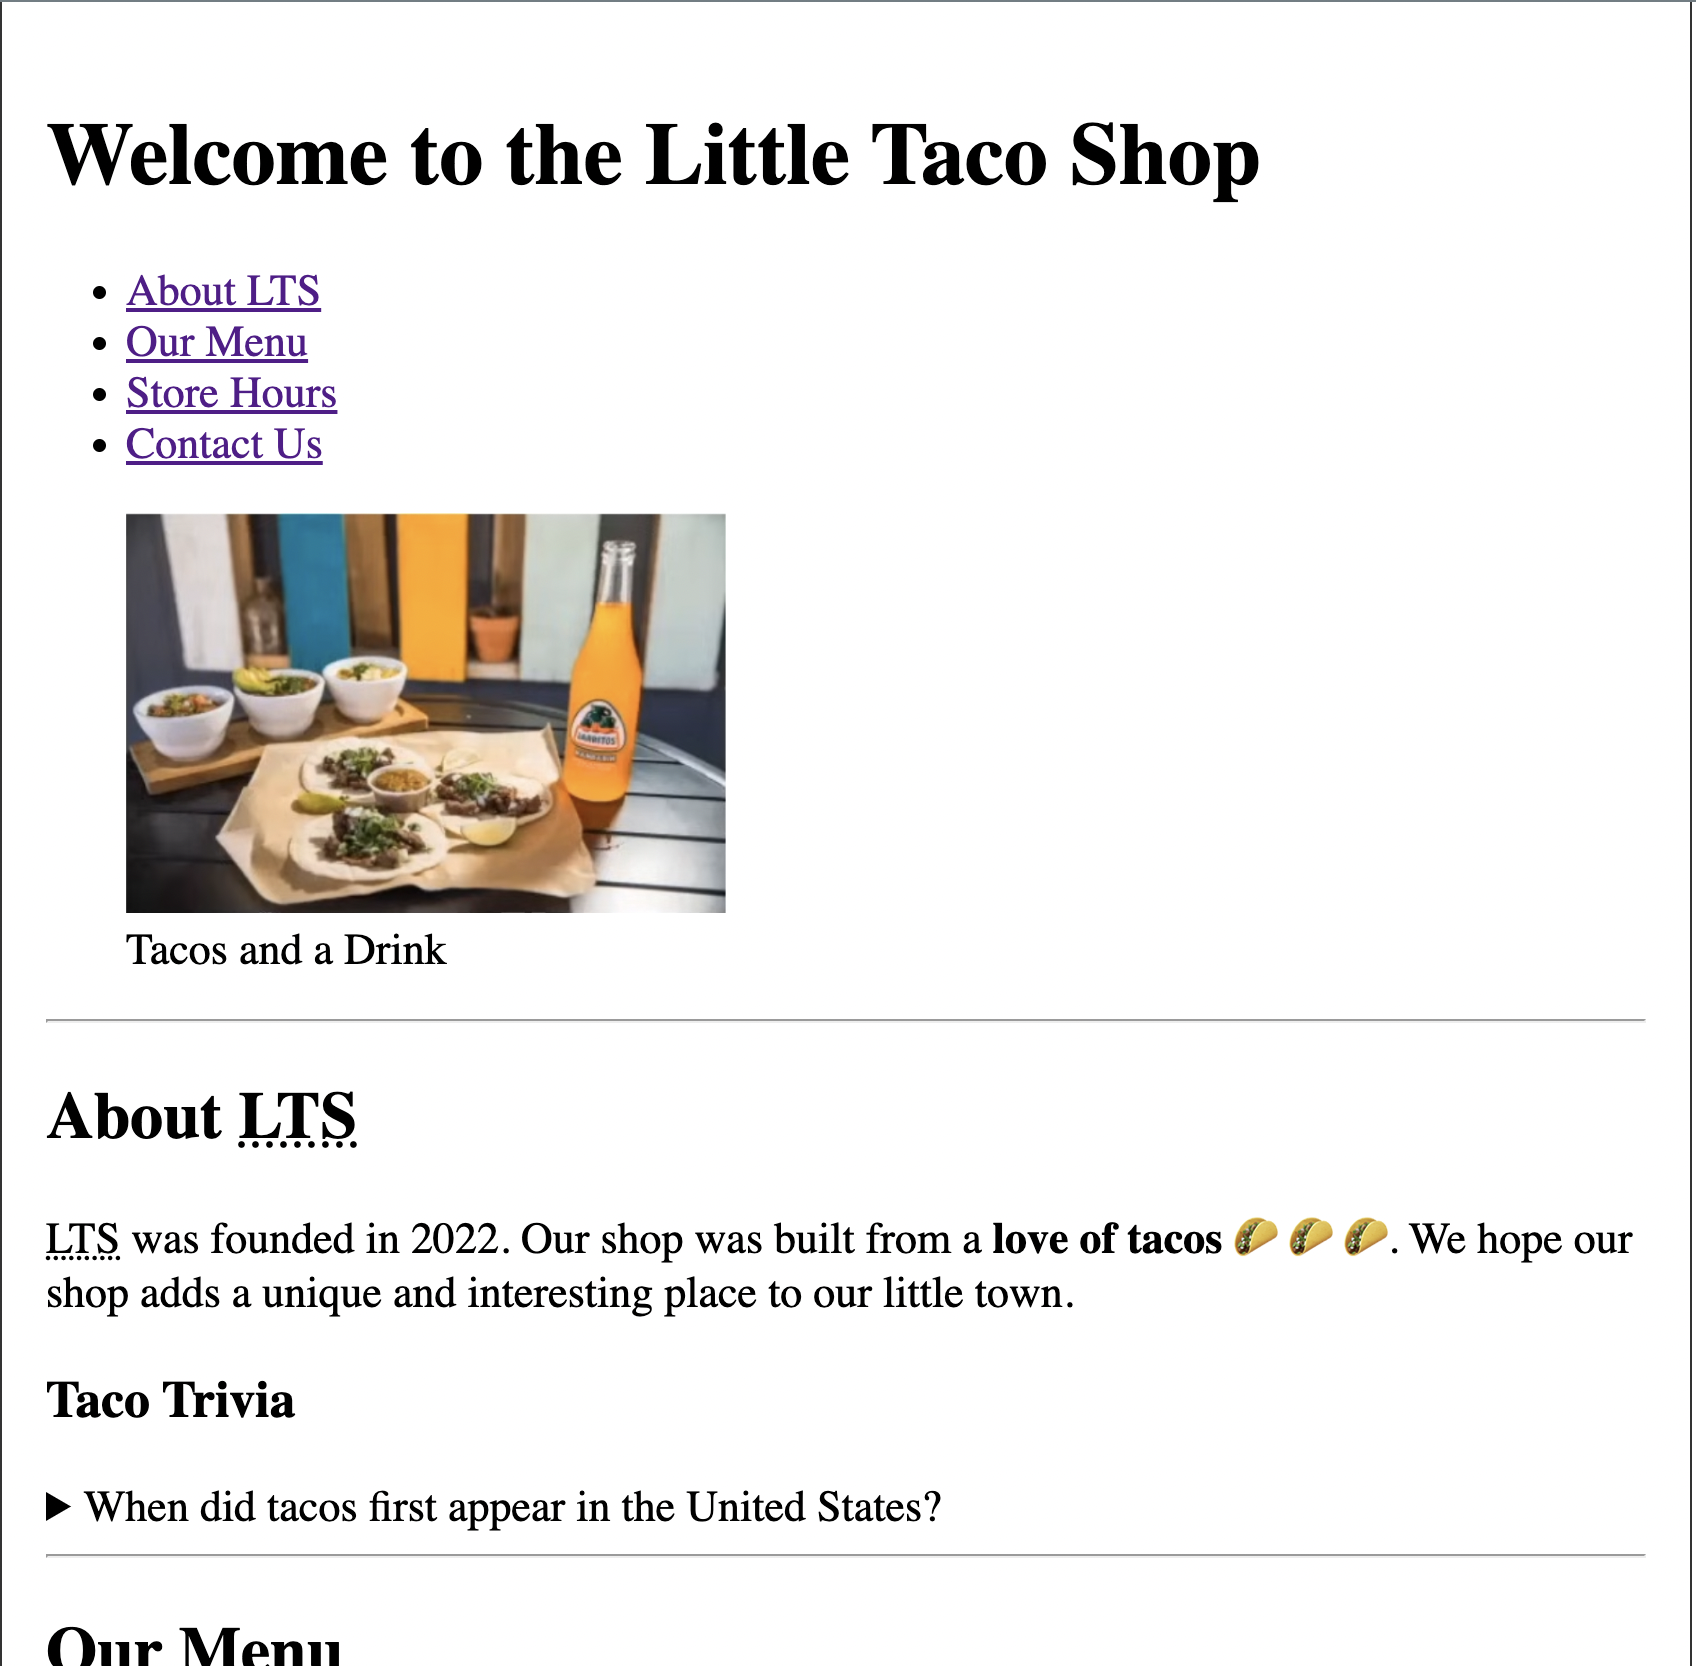 Welcome to the Little Taco Shop
About LTS
Our Menu
Store Hours
Contact Us
JARRITOS
Tacos and a Drink
About LTS
LTS was founded in 2022. Our shop was built from a love of tacos 🌮 🌮 🌮. We hope our
shop adds a unique and interesting place to our little town.
Taco Trivia
▶ When did tacos first appear in the United States?
Our Menu